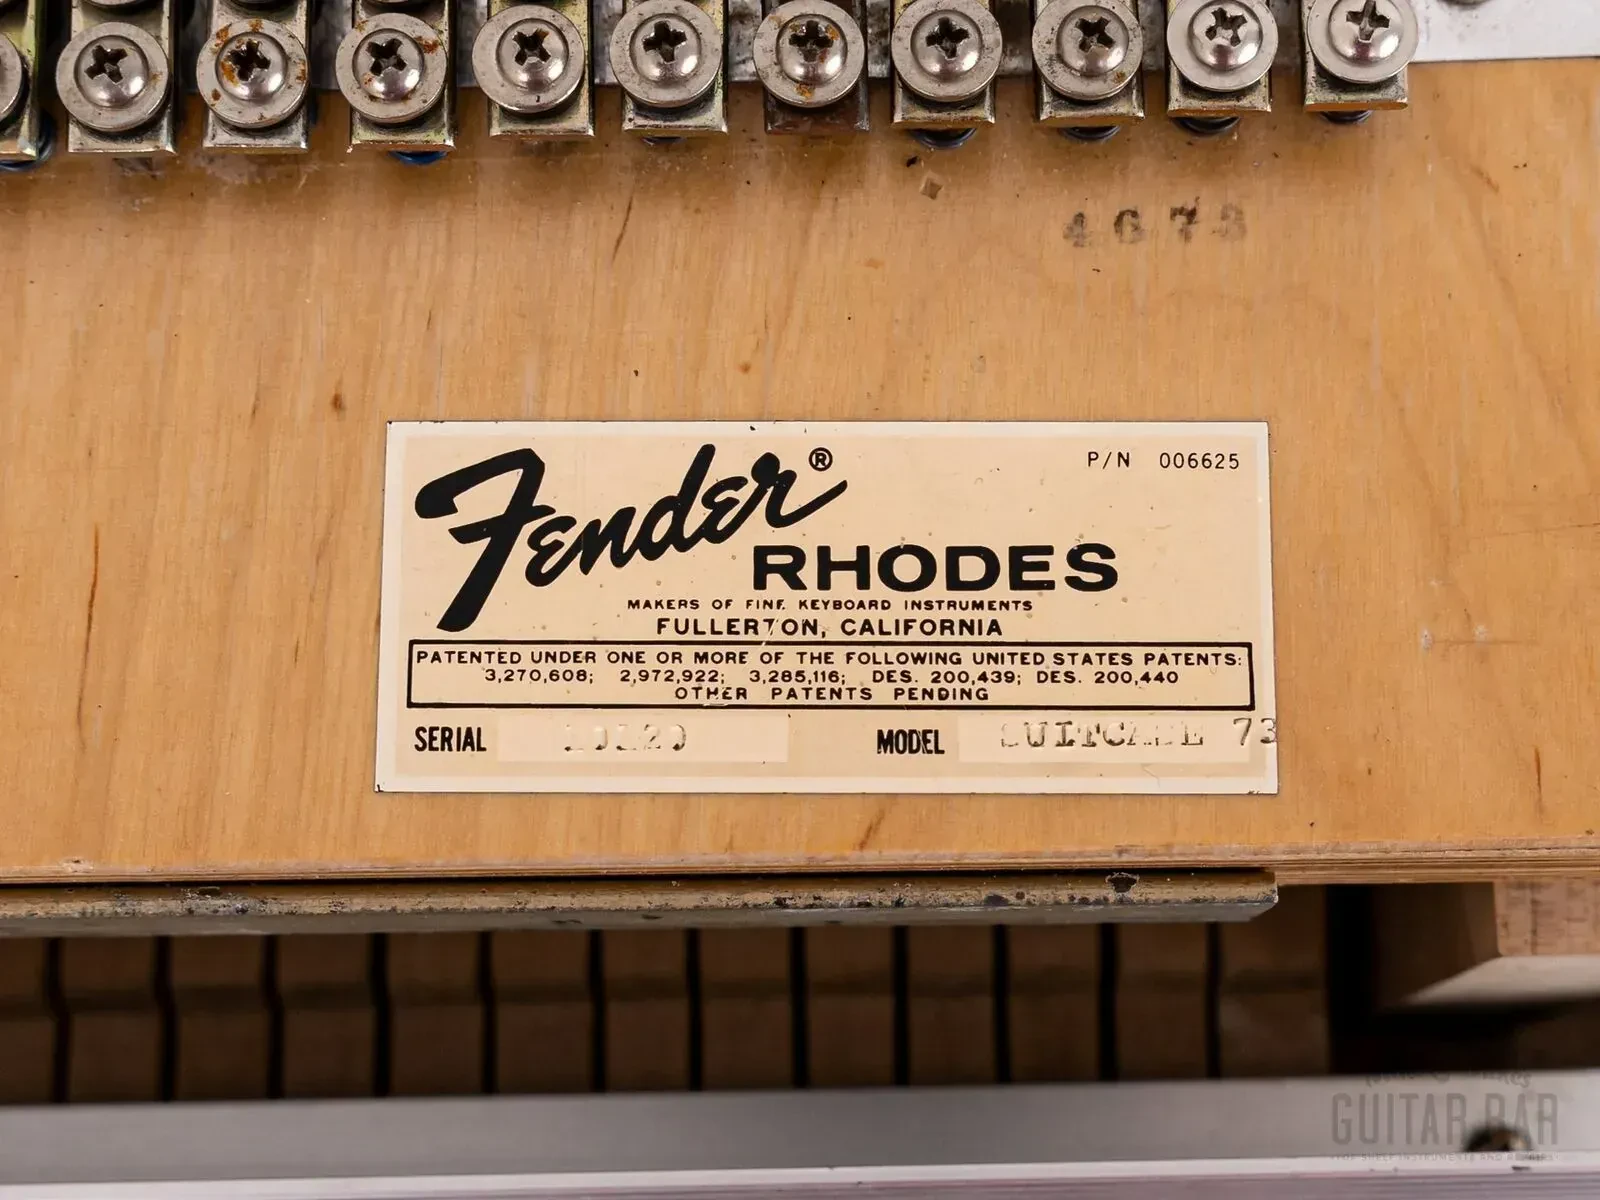 4673
Fender®
P/N 006625
RHODES
MAKERS OF FINE KEYBOARD INSTRUMENTS
FULLERTON, CALIFORNIA
PATENTED UNDER ONE OR MORE OF THE FOLLOWING UNITED STATES PATENTS:
3,270,608; 2,972,922; 3,285,116; DES. 200,439; DES. 200,440
OTHER PATENTS PENDING
SERIAL
MODEL SUITCASE 73
GUITAR BAR